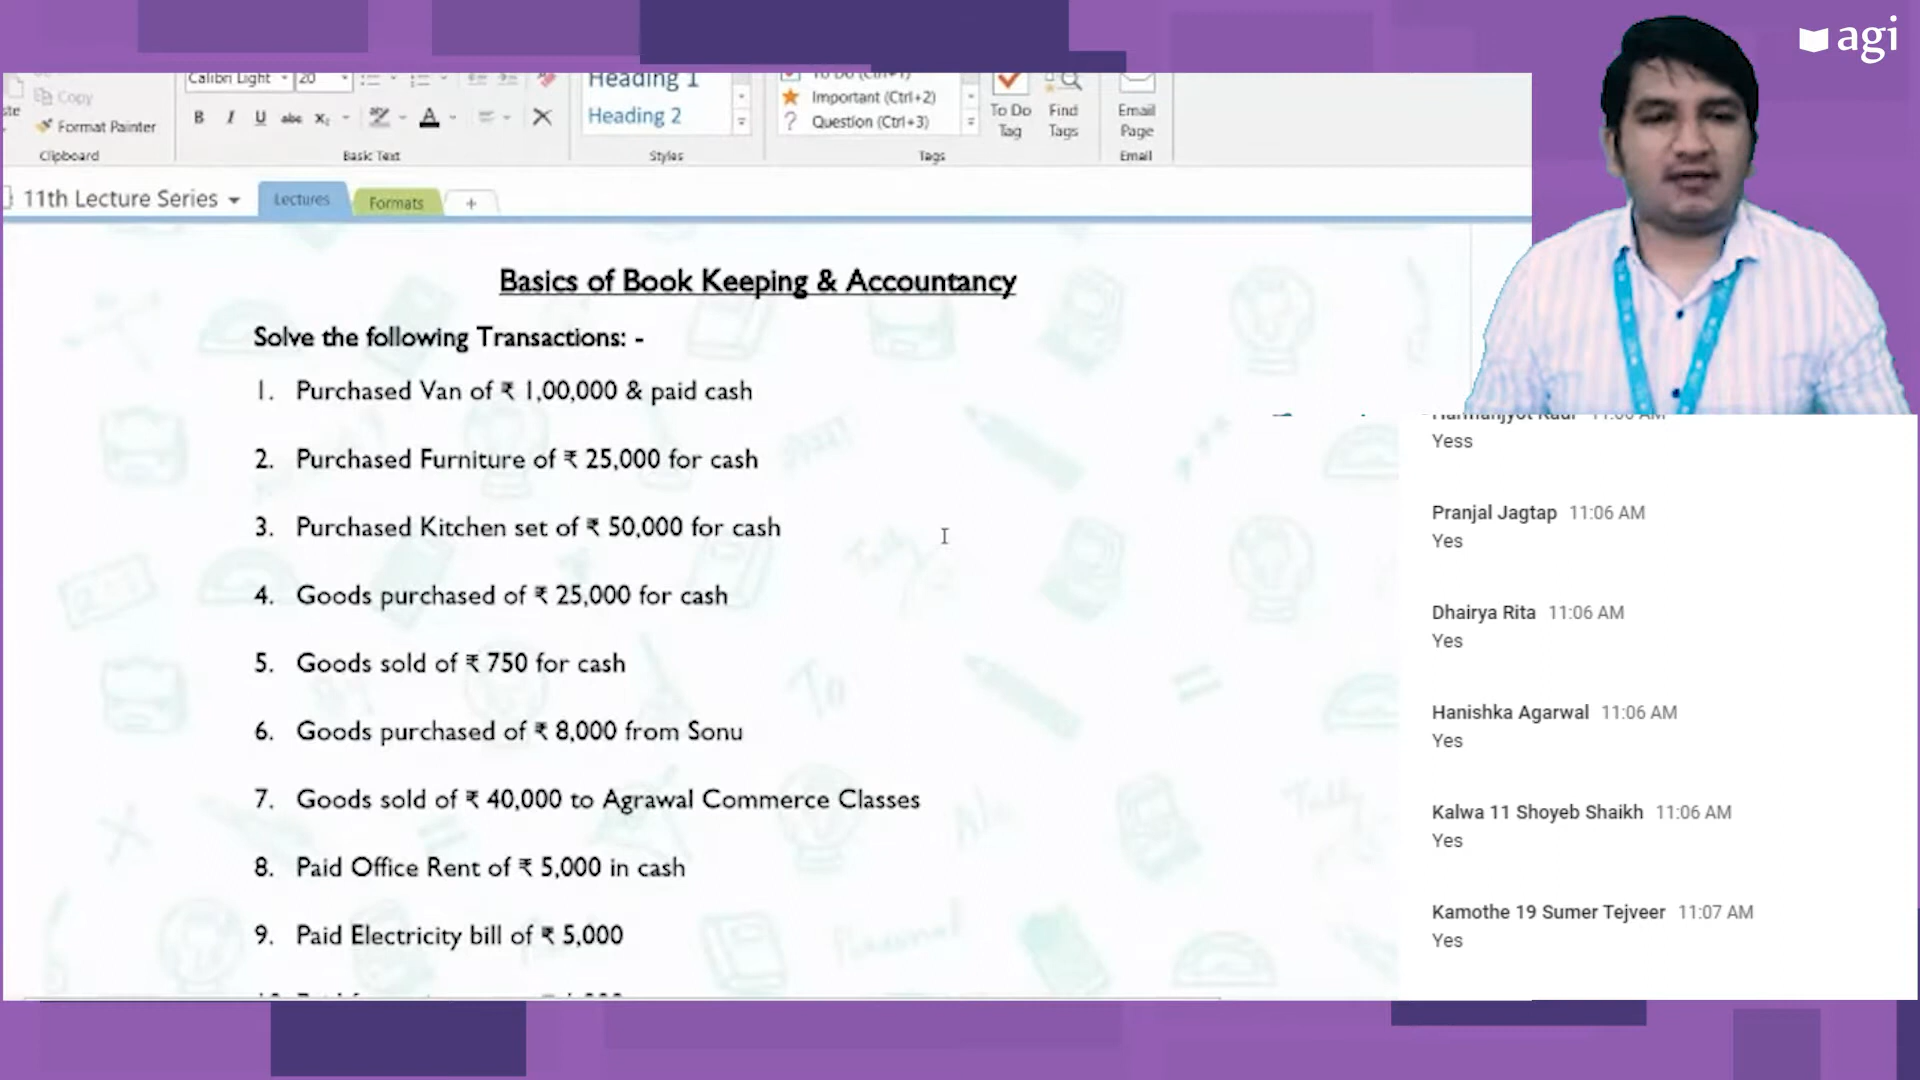 agi
Calibri Light 20
Heading 1
To Do (Ctrl+1)
Copy
Important (Ctrl+2)
Heading 2
Format Painter
B I U abc X₂ A
? Question (Ctrl+3)
To Do Tag
Find Tags
Email Page
Clipboard
Basic Text
Styles
Tags
Email
11th Lecture Series
Lectures
Formats
+
Basics of Book Keeping & Accountancy
Solve the following Transactions: -
1. Purchased Van of ₹ 1,00,000 & paid cash
2. Purchased Furniture of ₹ 25,000 for cash
3. Purchased Kitchen set of ₹ 50,000 for cash
4. Goods purchased of ₹ 25,000 for cash
5. Goods sold of ₹ 750 for cash
6. Goods purchased of ₹ 8,000 from Sonu
7. Goods sold of ₹ 40,000 to Agrawal Commerce Classes
8. Paid Office Rent of ₹ 5,000 in cash
9. Paid Electricity bill of ₹ 5,000
Yess
Pranjal Jagtap 11:06 AM
Yes
Dhairya Rita 11:06 AM
Yes
Hanishka Agarwal 11:06 AM
Yes
Kalwa 11 Shoyeb Shaikh 11:06 AM
Yes
Kamothe 19 Sumer Tejveer 11:07 AM
Yes